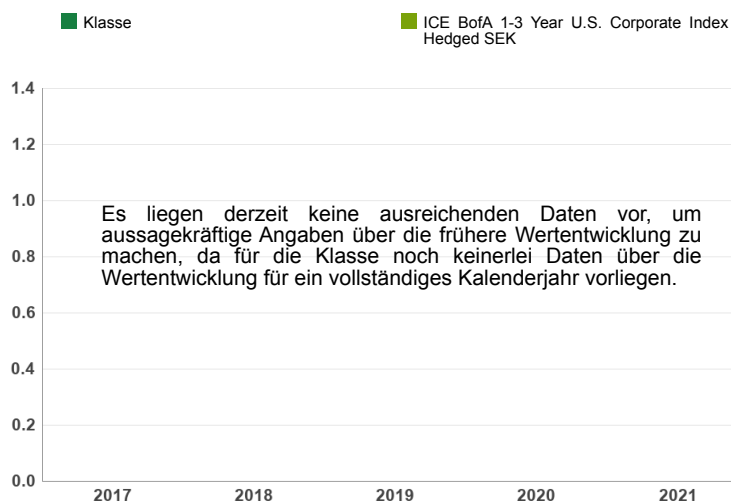 Klasse
ICE BofA 1-3 Year U.S. Corporate Index
Hedged SEK
1.4
1.2
1.0
0.8
0.6
0.4
0.2
0.0
Es liegen derzeit keine ausreichenden Daten vor, um
aussagekräftige Angaben über die frühere Wertentwicklung zu
machen, da für die Klasse noch keinerlei Daten über die
Wertentwicklung für ein vollständiges Kalenderjahr vorliegen.
2017 2018 2019 2020 2021